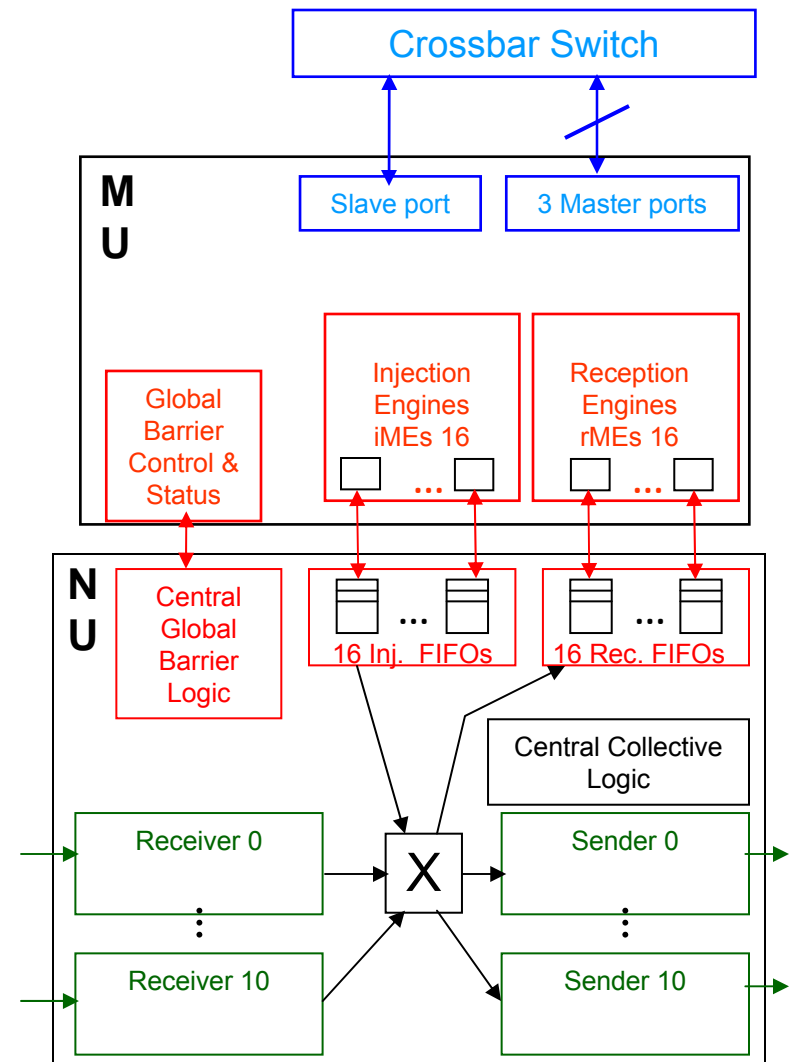 Crossbar Switch
M
U
Slave port
3 Master ports
Global
Barrier
Control &
Status
Injection
Engines
iMEs 16
...
Reception
Engines
rMEs 16
...
N
U
Central
Global
Barrier
Logic
...
16 Inj. FIFOs
...
16 Rec. FIFOs
Central Collective
Logic
Receiver 0
X
Sender 0
...
...
Receiver 10
Sender 10